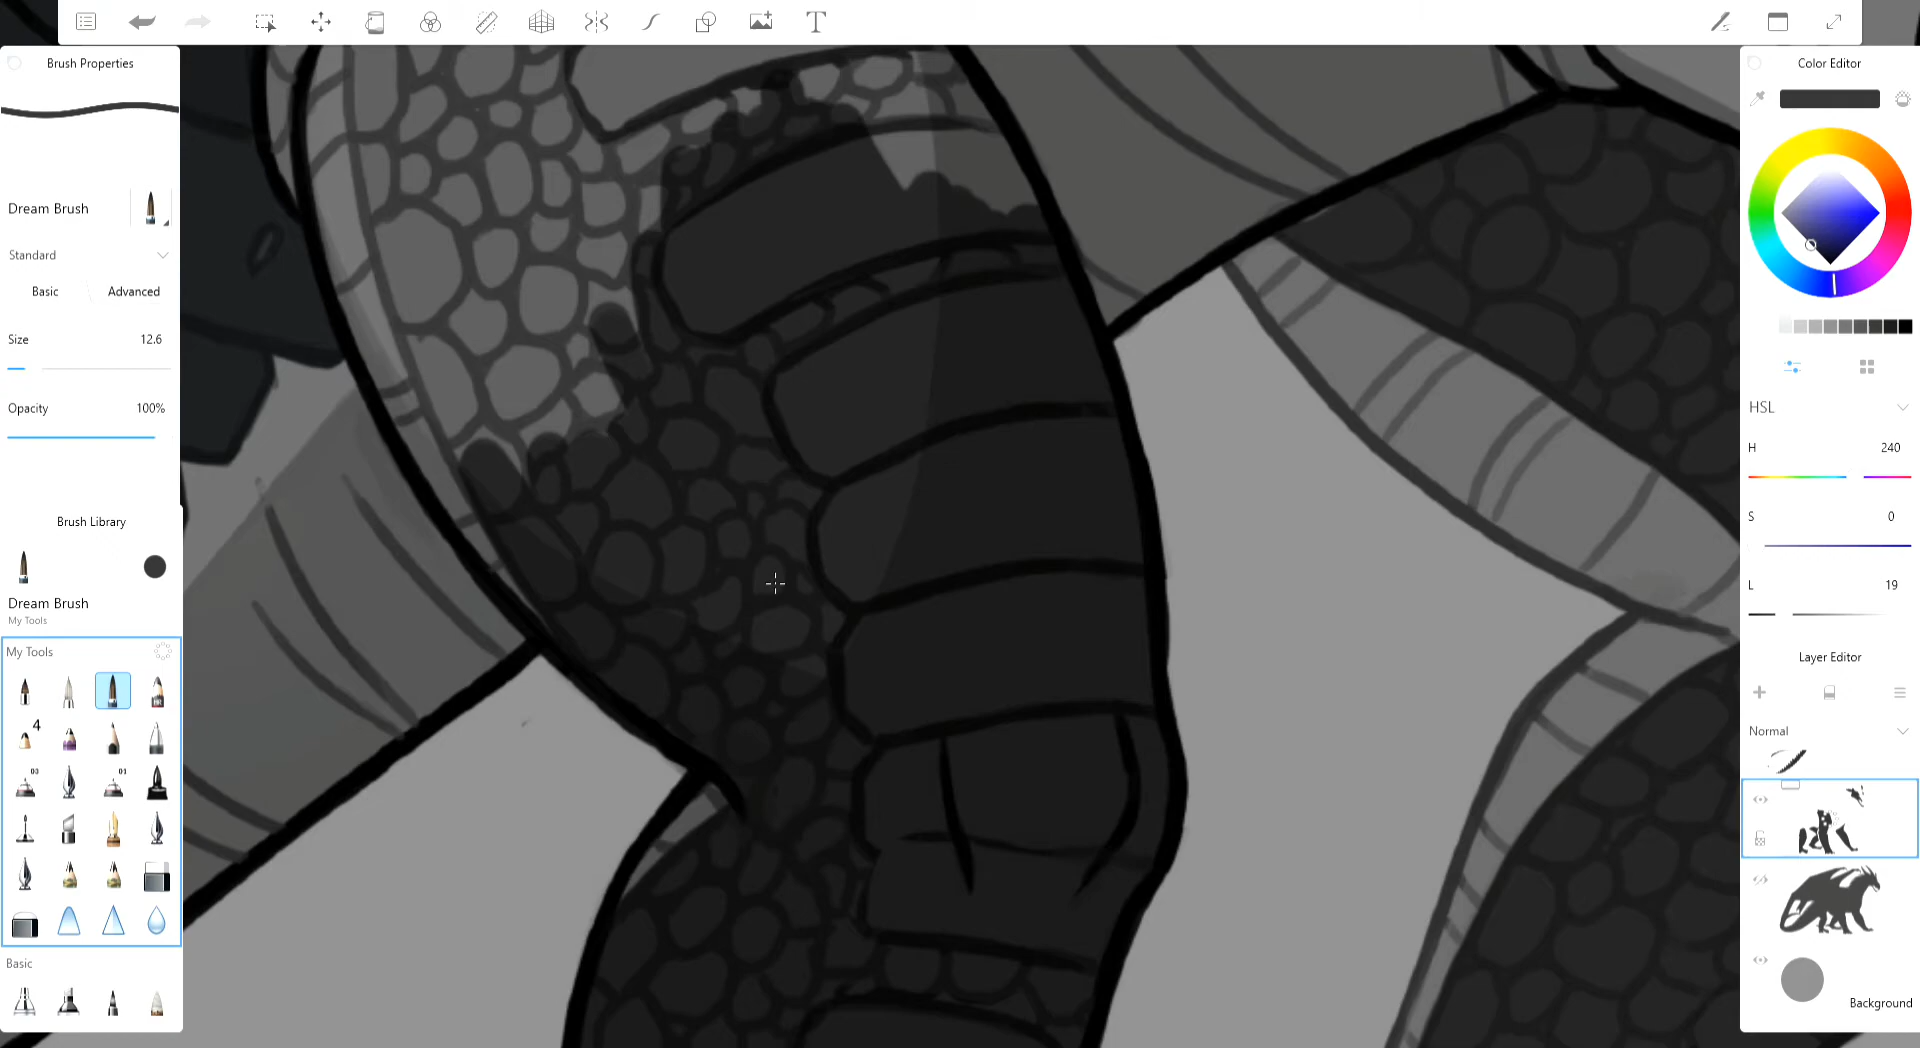 Brush Properties
Dream Brush
Standard
Basic
Advanced
Size
12.6
Opacity
100%
Brush Library
Dream Brush
My Tools
My Tools
4
03
01
Basic
T
Color Editor
HSL
H
240
S
0
L
19
Layer Editor
Normal
Background